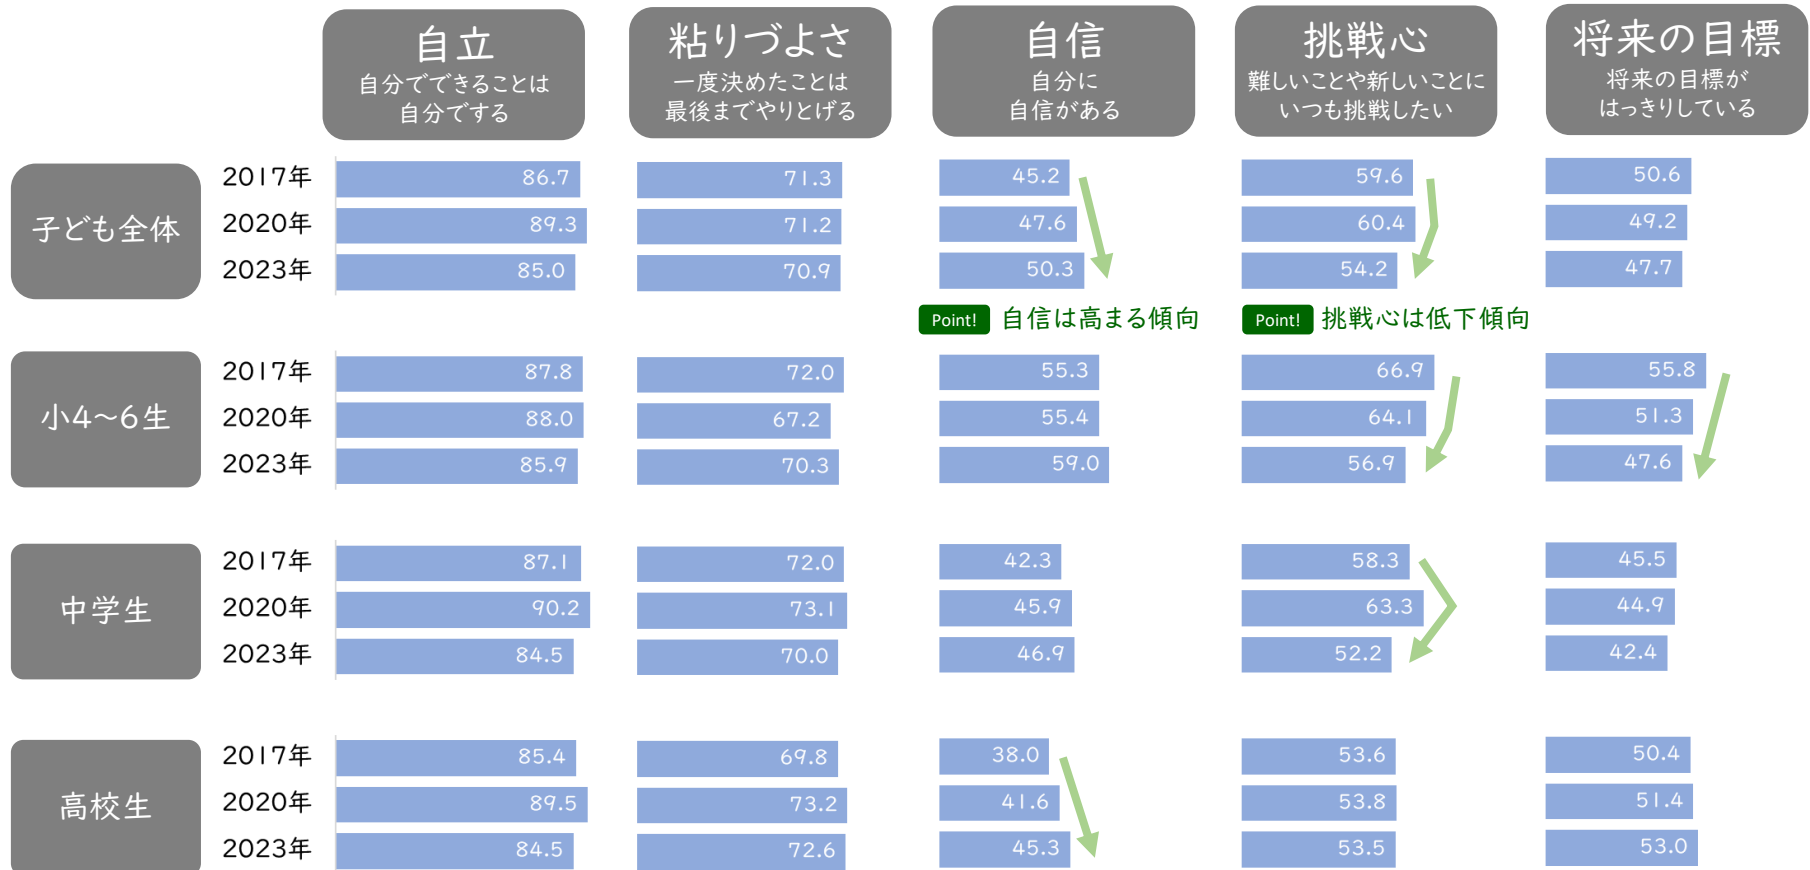 自立
自分でできることは
自分でする
粘りづよさ
一度決めたことは
最後までやりとげる
自信
自分に
自信がある
挑戦心
難しいことや新しいことに
いつも挑戦したい
将来の目標
将来の目標が
はっきりしている
子ども全体
2017年 86.7 71.3 45.2 59.6 50.6
2020年 89.3 71.2 47.6 60.4 49.2
2023年 85.0 70.9 50.3 54.2 47.7
Point! 自信は高まる傾向
Point! 挑戦心は低下傾向
小4～6生
2017年 87.8 72.0 55.3 66.9 55.8
2020年 88.0 67.2 55.4 64.1 51.3
2023年 85.9 70.3 59.0 56.9 47.6
中学生
2017年 87.1 72.0 42.3 58.3 45.5
2020年 90.2 73.1 45.9 63.3 44.9
2023年 84.5 70.0 46.9 52.2 42.4
高校生
2017年 85.4 69.8 38.0 53.6 50.4
2020年 89.5 73.2 41.6 53.8 51.4
2023年 84.5 72.6 45.3 53.5 53.0